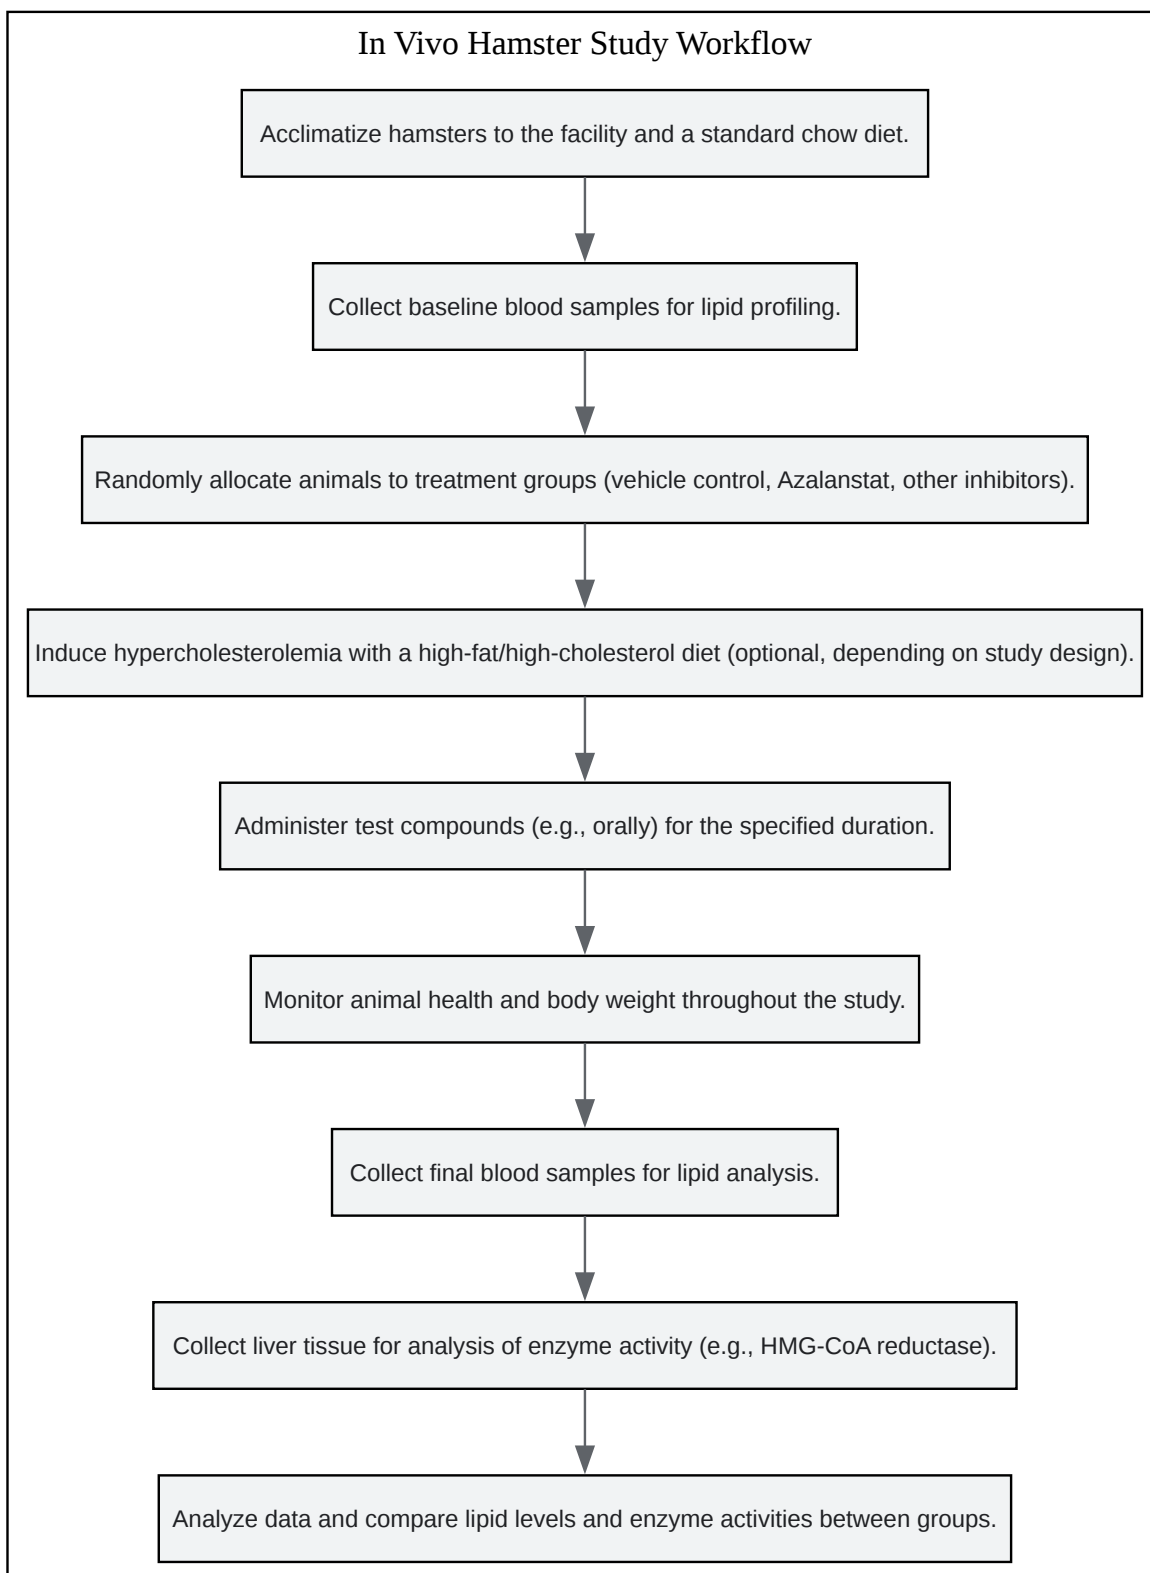 In Vivo Hamster Study Workflow
Acclimatize hamsters to the facility and a standard chow diet.
Collect baseline blood samples for lipid profiling.
Randomly allocate animals to treatment groups (vehicle control, Azalanstat, other inhibitors).
Induce hypercholesterolemia with a high-fat/high-cholesterol diet (optional, depending on study design).
Administer test compounds (e.g., orally) for the specified duration.
Monitor animal health and body weight throughout the study.
Collect final blood samples for lipid analysis.
Collect liver tissue for analysis of enzyme activity (e.g., HMG-CoA reductase).
Analyze data and compare lipid levels and enzyme activities between groups.